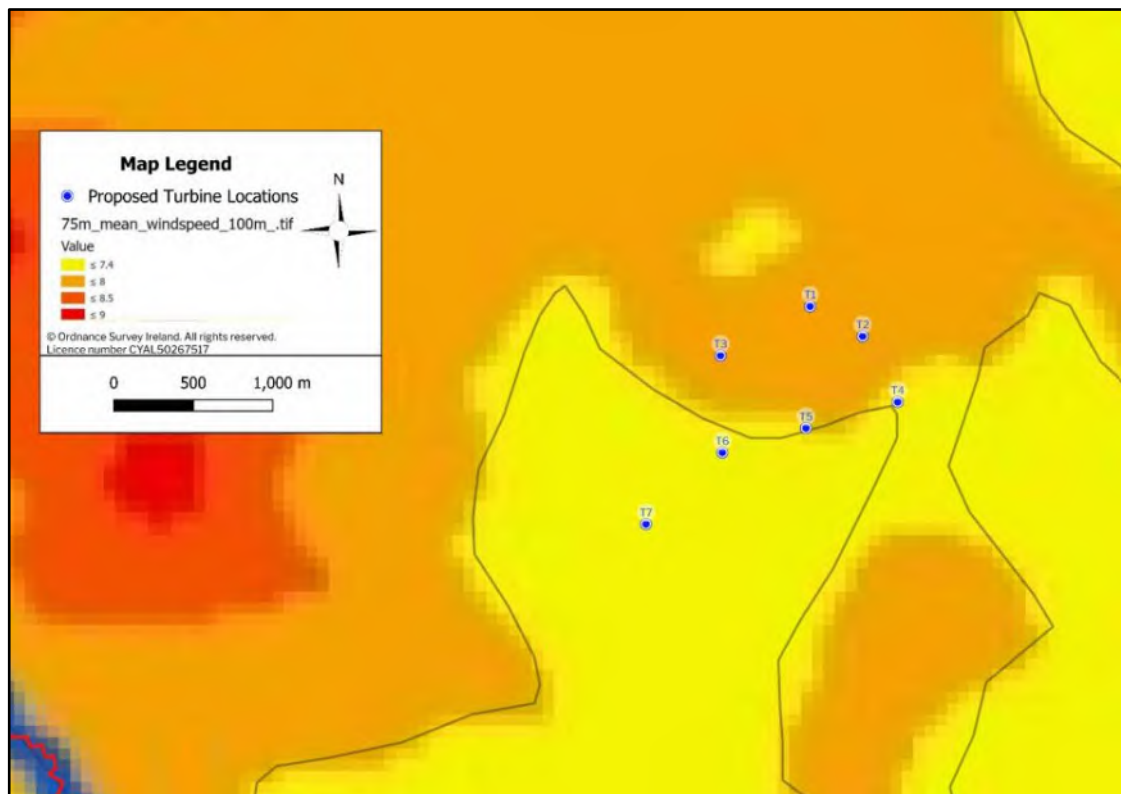 Map Legend
N
Proposed Turbine Locations
75m_mean_windspeed_100m_.tif
Value
≤ 7.4
≤ 8
≤ 8.5
≤ 9
© Ordnance Survey Ireland. All rights reserved.
Licence number CYAL50267517
0 500 1,000 m
T1
T2
T3
T4
T5
T6
T7